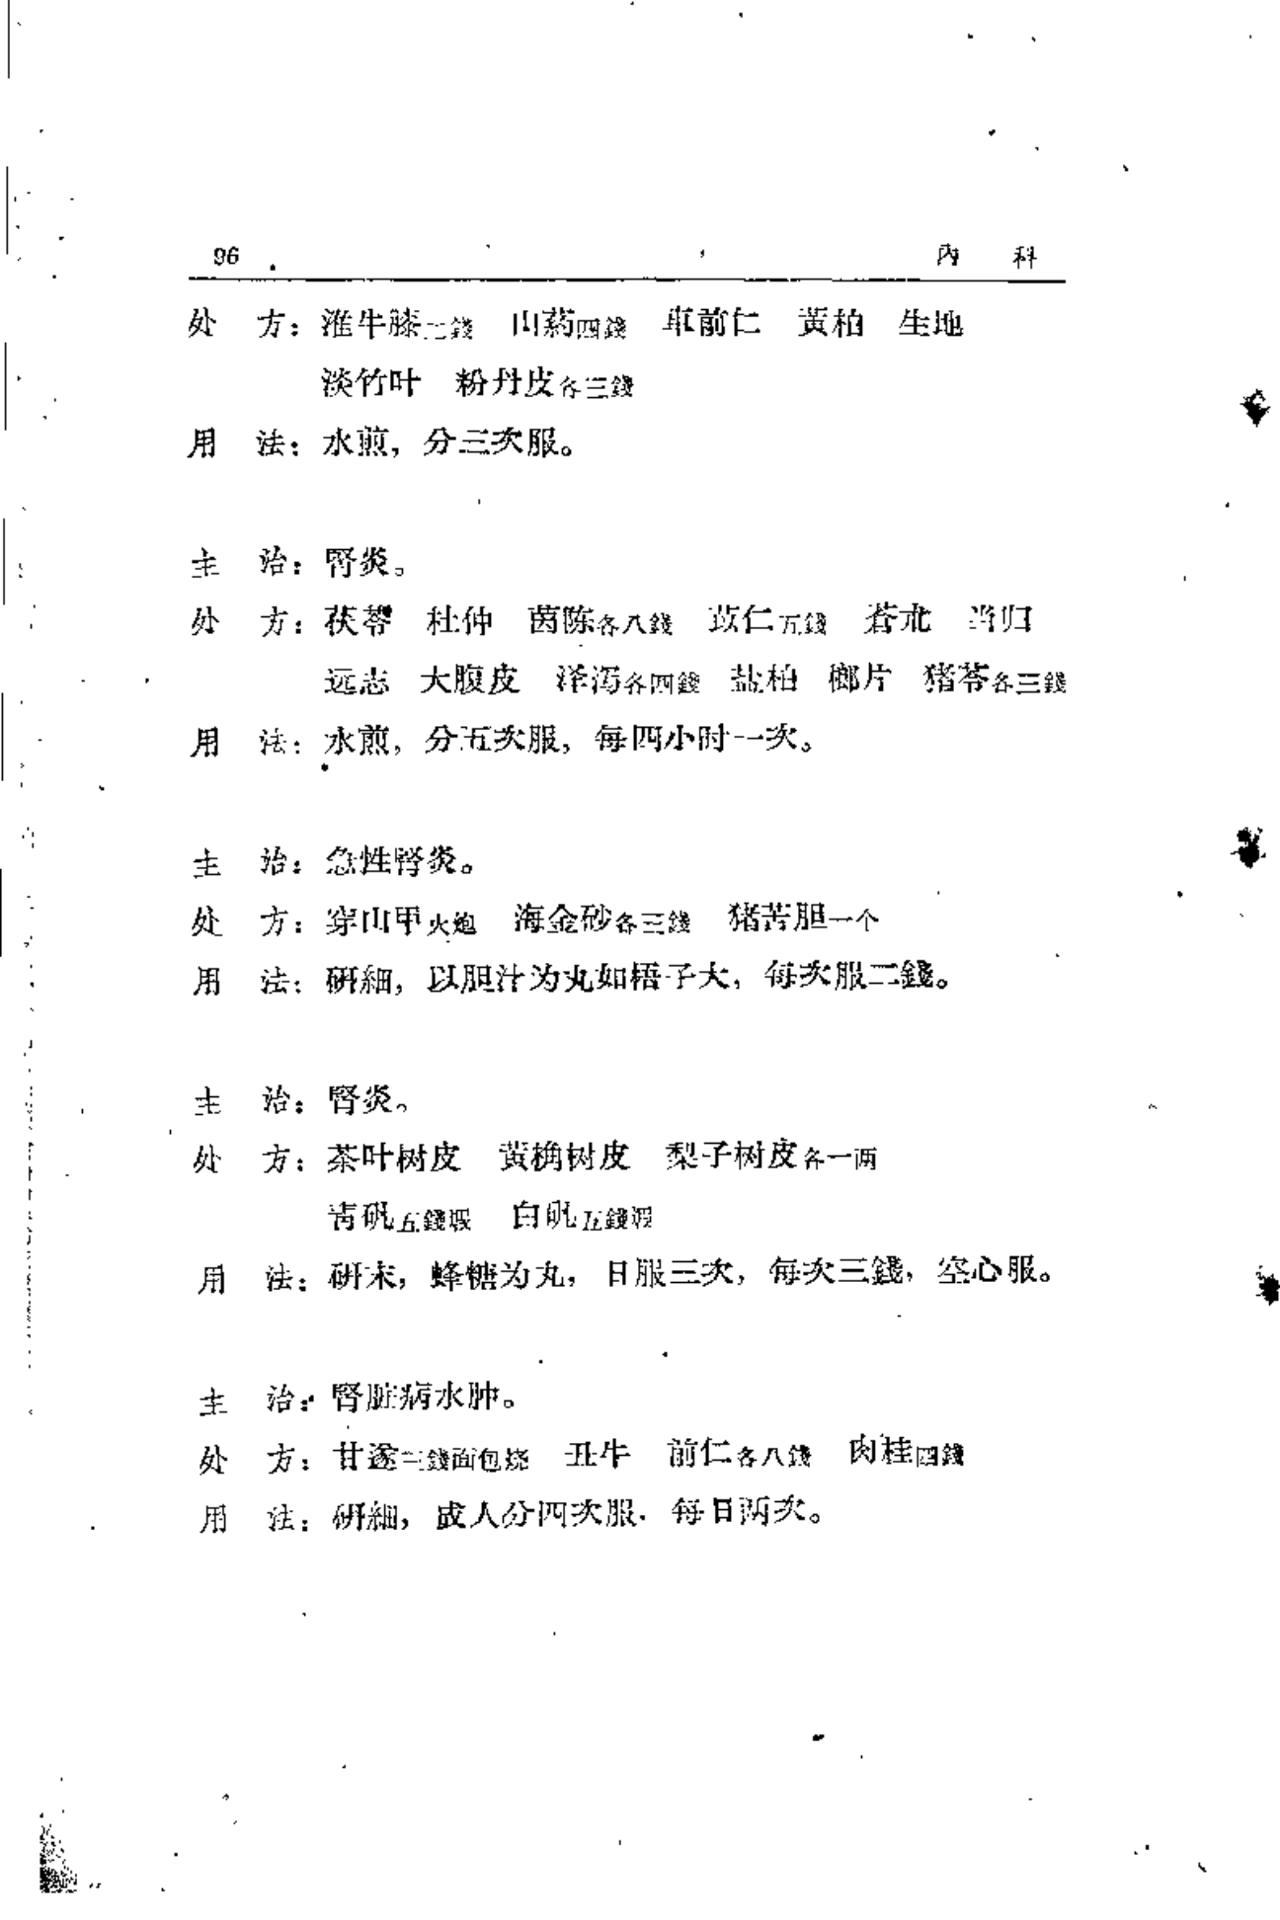 96 内 科
处 方：淮牛膝二錢 山葯四錢 車前仁 黃柏 生地
淡竹叶 粉丹皮各三錢
用 法：水煎，分三次服。
主 治：腎炎。
处 方：茯苓 杜仲 茵陈各八錢 苡仁五錢 蒼朮 当归
远志 大腹皮 泽泻各四錢 盐柏 榔片 猪苓各三錢
用 法：水煎，分五次服，每四小时一次。
主 治：急性腎炎。
处 方：穿山甲火炮 海金砂各三錢 猪苦胆一个
用 法：研細，以胆汁为丸如梧子大，每次服二錢。
主 治：腎炎。
处 方：茶叶树皮 黃桷树皮 梨子树皮各一两
青矾五錢煆 白矾五錢煆
用 法：研末，蜂糖为丸，日服三次，每次三錢，空心服。
主 治：腎脏病水肿。
处 方：甘遂三錢面包烧 丑牛 前仁各八錢 肉桂四錢
用 法：研細，成人分四次服．每日两次。